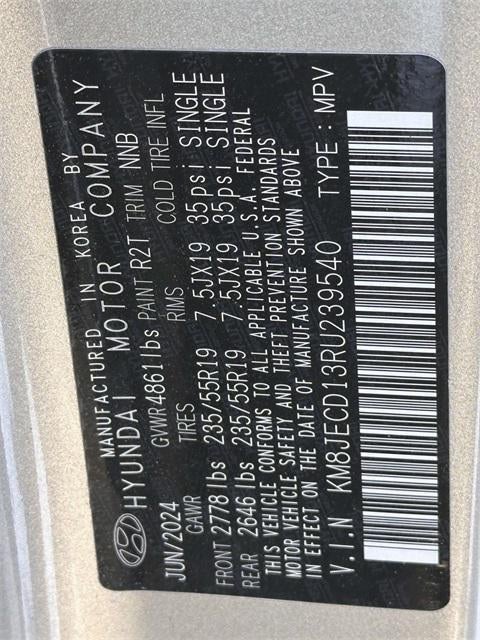 MANUFACTURED IN KOREA BY
HYUNDAI MOTOR COMPANY
JUN/2024 GVWR4861lbs PAINT R2T TRIM NNB
GAWR TIRES RMS COLD TIRE INFL
FRONT 2778 lbs 235/55R19 7.5JX19 35psi SINGLE
REAR 2646 lbs 235/55R19 7.5JX19 35psi SINGLE
THIS VEHICLE CONFORMS TO ALL APPLICABLE U.S.A. FEDERAL
MOTOR VEHICLE SAFETY AND THEFT PREVENTION STANDARDS
IN EFFECT ON THE DATE OF MANUFACTURE SHOWN ABOVE
V.I.N KM8JECD13RU239540 TYPE : MPV